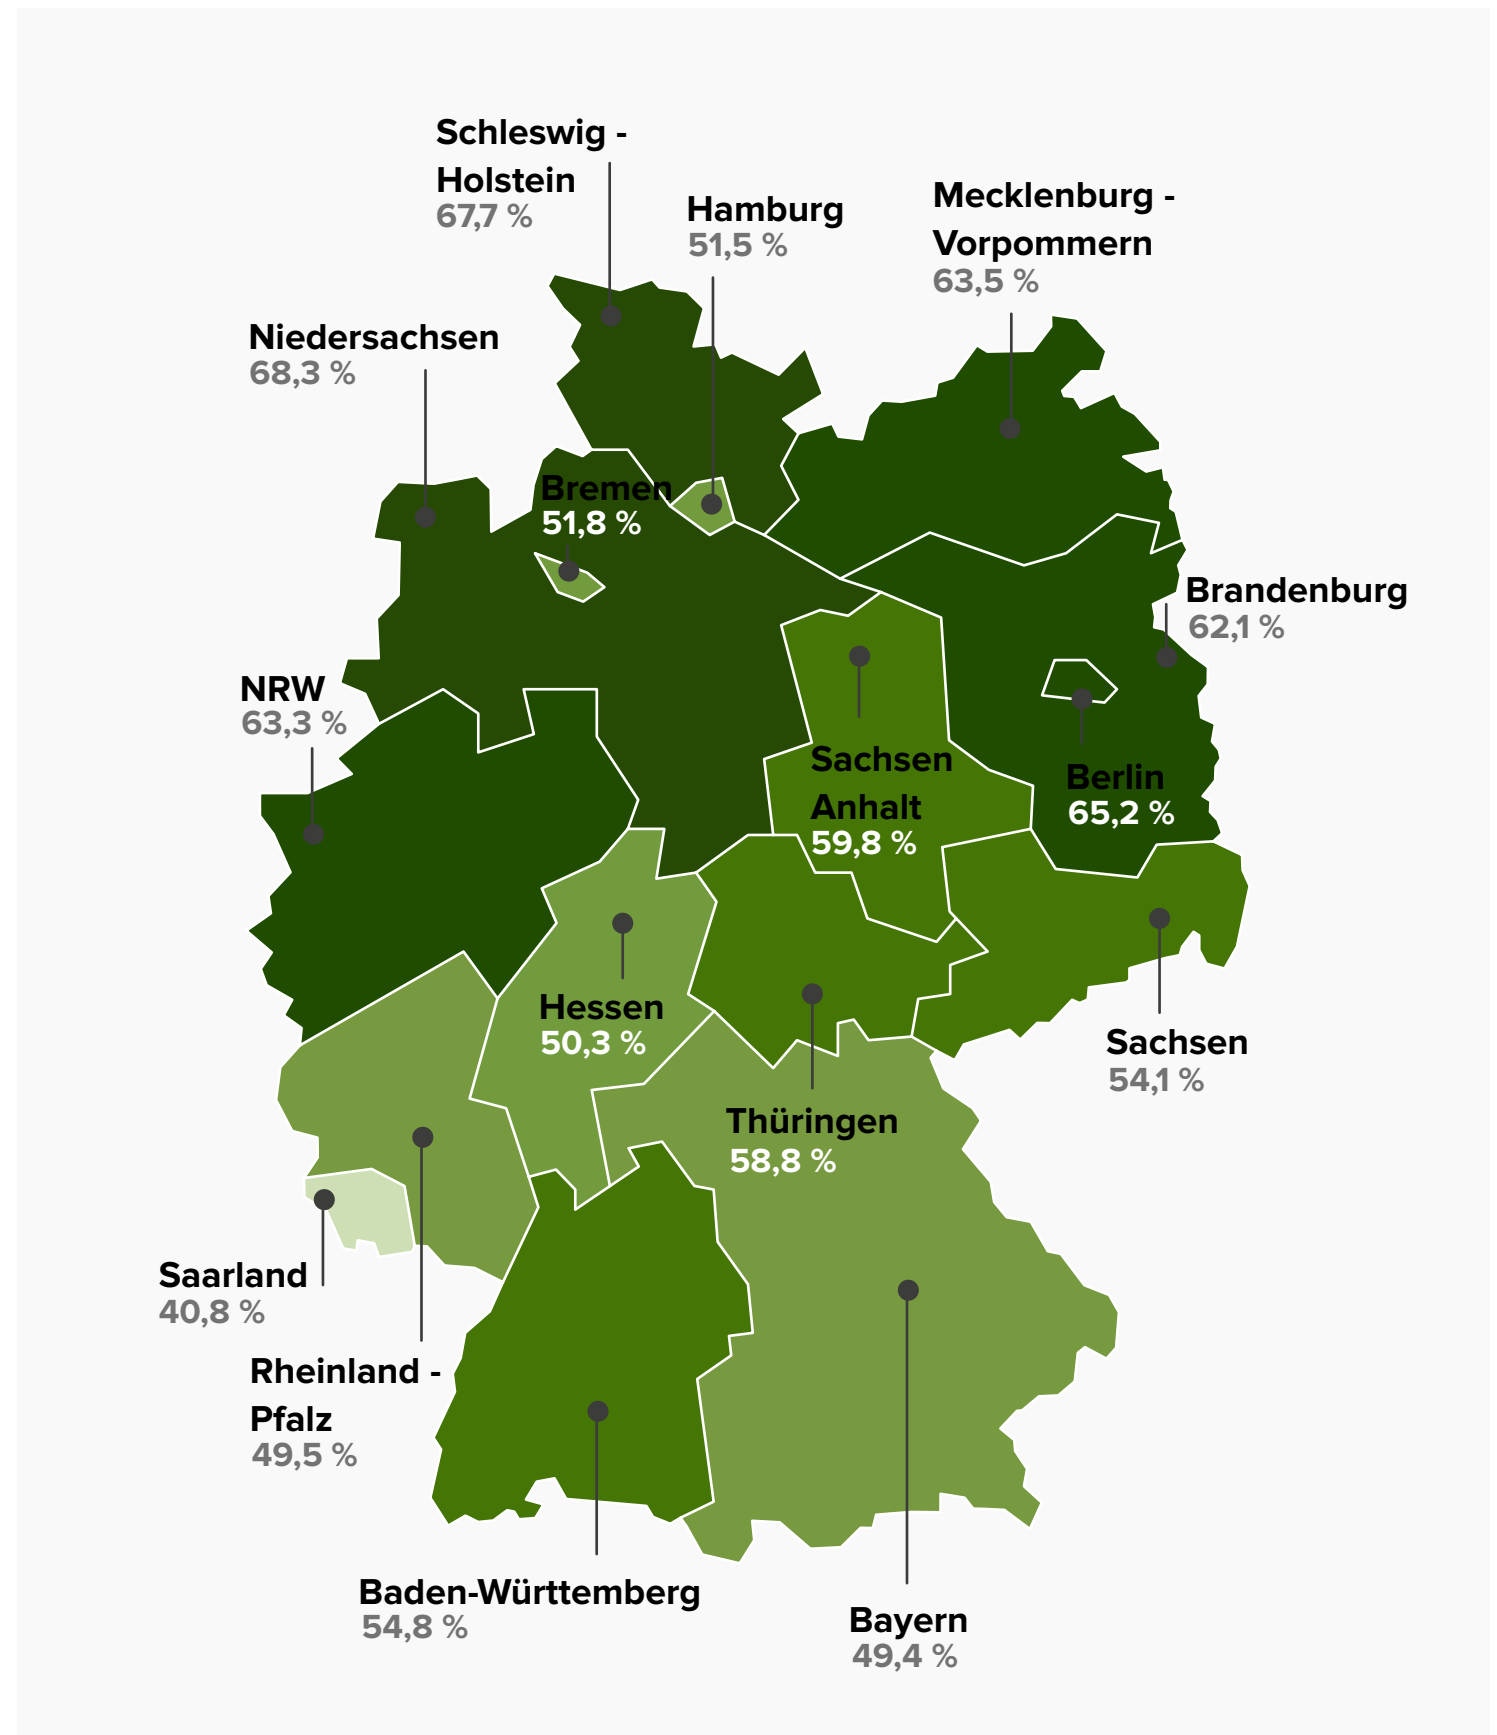 Schleswig -
Holstein
67,7 %
Hamburg
51,5 %
Mecklenburg -
Vorpommern
63,5 %
Niedersachsen
68,3 %
Bremen
51,8 %
Brandenburg
62,1 %
NRW
63,3 %
Sachsen
Anhalt
59,8 %
Berlin
65,2 %
Hessen
50,3 %
Sachsen
54,1 %
Thüringen
58,8 %
Saarland
40,8 %
Rheinland -
Pfalz
49,5 %
Baden-Württemberg
54,8 %
Bayern
49,4 %